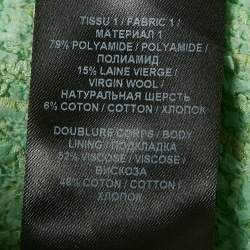 TISSU 1 / FABRIC 1 /
МАТЕРИАЛ 1
79% POLYAMIDE / POLYAMIDE /
ПОЛИАМИД
15% LAINE VIERGE /
VIRGIN WOOL /
НАТУРАЛЬНАЯ ШЕРСТЬ
6% COTON / COTTON / ХЛОПОК
DOUBLURE CORPS / BODY
LINING / ПОДКЛАДКА
52% VISCOSE / VISCOSE /
ВИСКОЗА
48% COTON / COTTON / ХЛОПОК